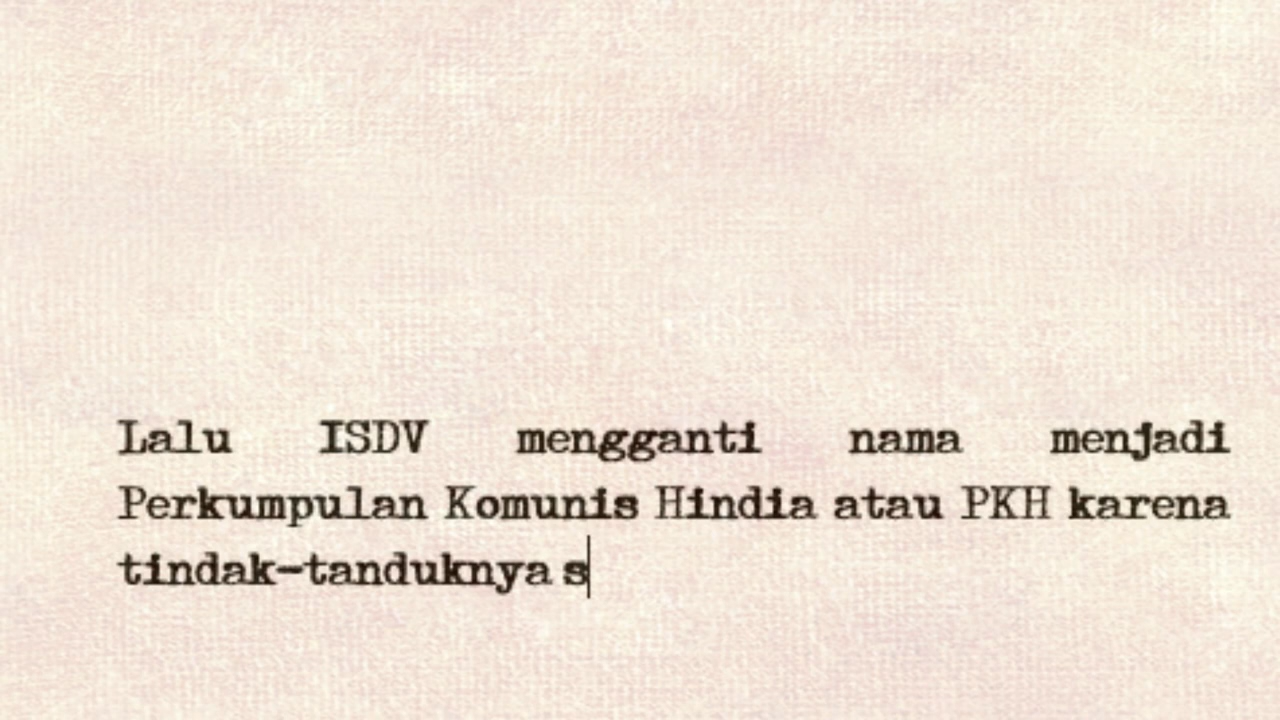 Lalu ISDV mengganti nama menjadi
Perkumpulan Komunis Hindia atau PKH karena
tindak-tanduknya s